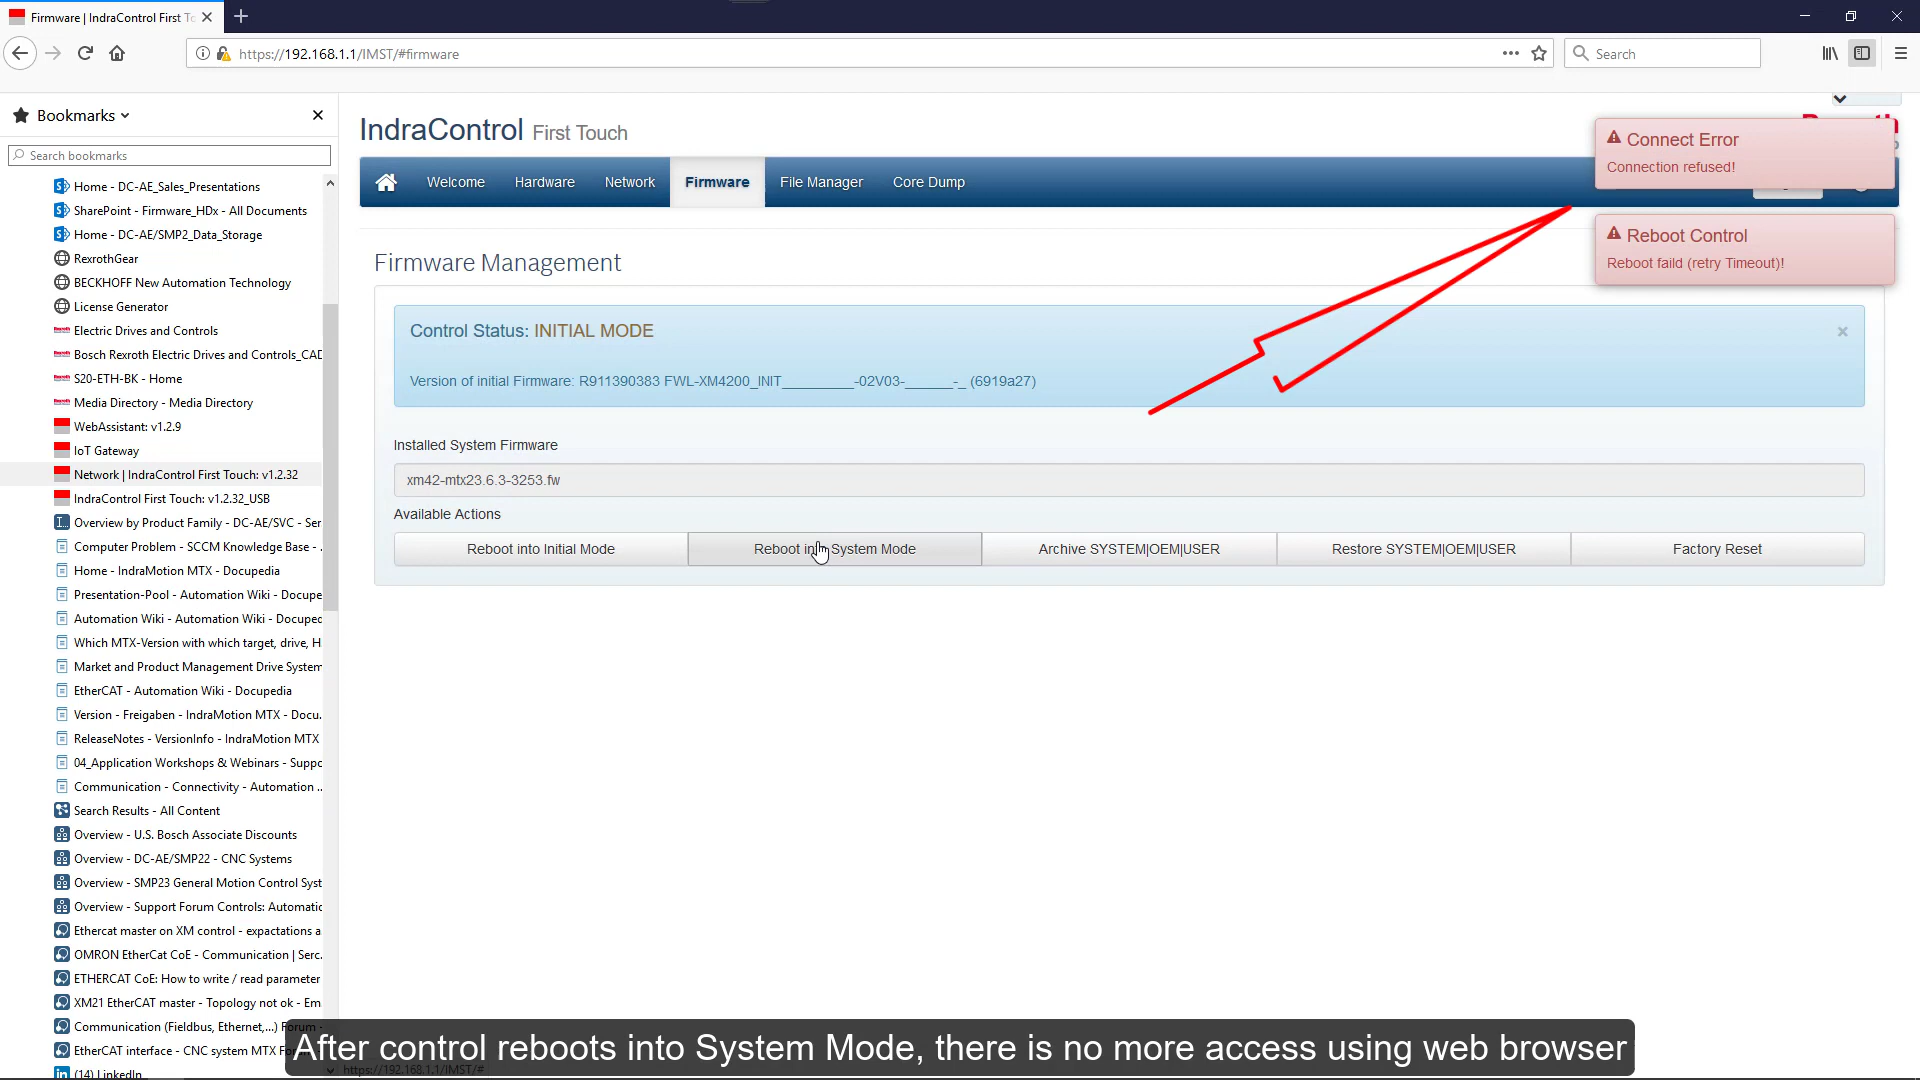 Firmware | IndraControl First To
https://192.168.1.1/IMST/#firmware
Search
Bookmarks
Search bookmarks
Home - DC-AE_Sales_Presentations
SharePoint - Firmware_HDx - All Documents
Home - DC-AE/SMP2_Data_Storage
RexrothGear
BECKHOFF New Automation Technology
License Generator
Electric Drives and Controls
Bosch Rexroth Electric Drives and Controls_CAD
S20-ETH-BK - Home
Media Directory - Media Directory
WebAssistant: v1.2.9
IoT Gateway
Network | IndraControl First Touch: v1.2.32
IndraControl First Touch: v1.2.32_USB
Overview by Product Family - DC-AE/SVC - Ser
Computer Problem - SCCM Knowledge Base - .
Home - IndraMotion MTX - Docupedia
Presentation-Pool - Automation Wiki - Docupe
Automation Wiki - Automation Wiki - Docuped
Which MTX-Version with which target, drive, H
Market and Product Management Drive System
EtherCAT - Automation Wiki - Docupedia
Version - Freigaben - IndraMotion MTX - Docu.
ReleaseNotes - VersionInfo - IndraMotion MTX
04_Application Workshops & Webinars - Suppo
Communication - Connectivity - Automation ..
Search Results - All Content
Overview - U.S. Bosch Associate Discounts
Overview - DC-AE/SMP22 - CNC Systems
Overview - SMP23 General Motion Control Syst
Overview - Support Forum Controls: Automatic
Ethercat master on XM control - expactations a
OMRON EtherCat CoE - Communication | Serc.
ETHERCAT CoE: How to write / read parameter
XM21 EtherCAT master - Topology not ok - Em
Communication (Fieldbus, Ethernet,...) Forum -
EtherCAT interface - CNC system MTX For
(14) LinkedIn
IndraControl First Touch
Welcome Hardware Network Firmware File Manager Core Dump
Connect Error
Connection refused!
Reboot Control
Reboot faild (retry Timeout)!
Firmware Management
Control Status: INITIAL MODE
Version of initial Firmware: R911390383 FWL-XM4200_INIT_________-02V03-______-_ (6919a27)
Installed System Firmware
xm42-mtx23.6.3-3253.fw
Available Actions
Reboot into Initial Mode Reboot into System Mode Archive SYSTEM|OEM|USER Restore SYSTEM|OEM|USER Factory Reset
After control reboots into System Mode, there is no more access using web browser
https://192.168.1.1/IMST/#